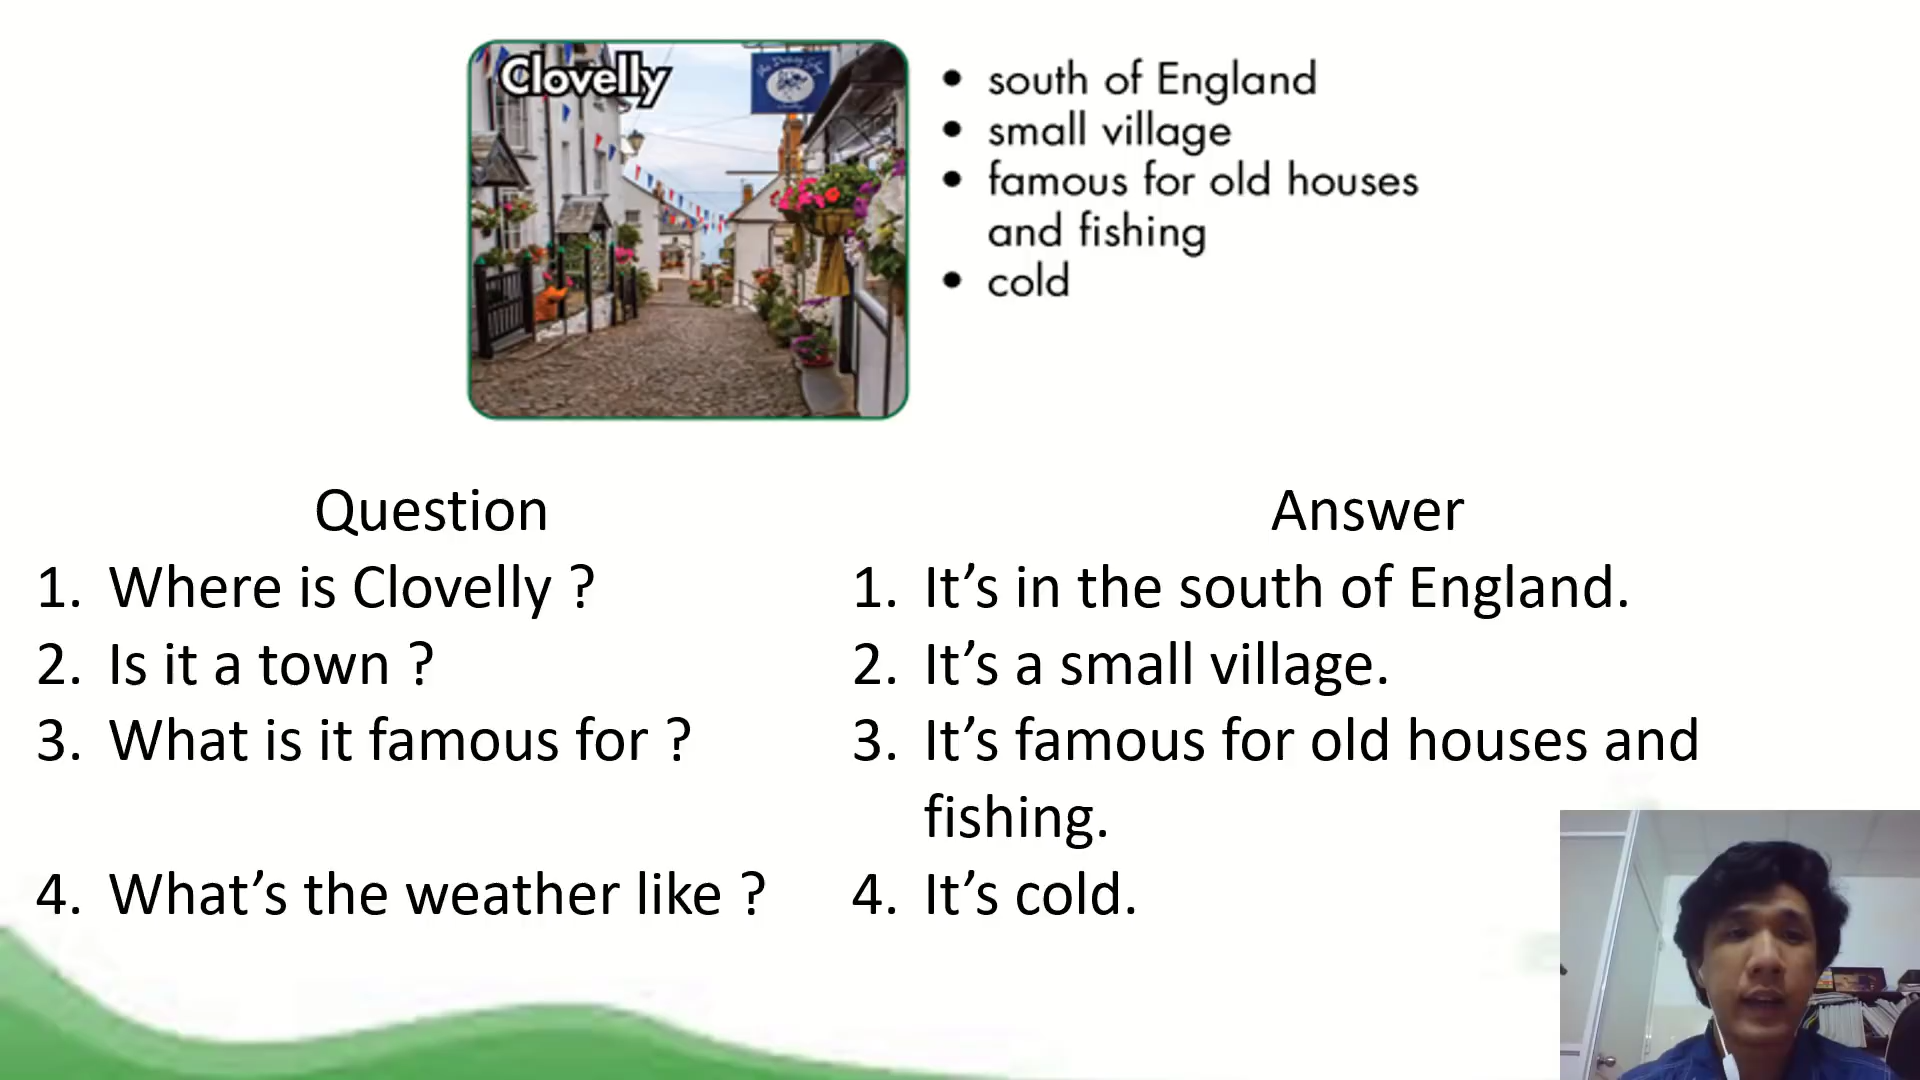 Clovelly
• south of England
• small village
• famous for old houses
and fishing
• cold
Question
1. Where is Clovelly ?
2. Is it a town ?
3. What is it famous for ?
4. What's the weather like ?
Answer
1. It's in the south of England.
2. It's a small village.
3. It's famous for old houses and
fishing.
4. It's cold.